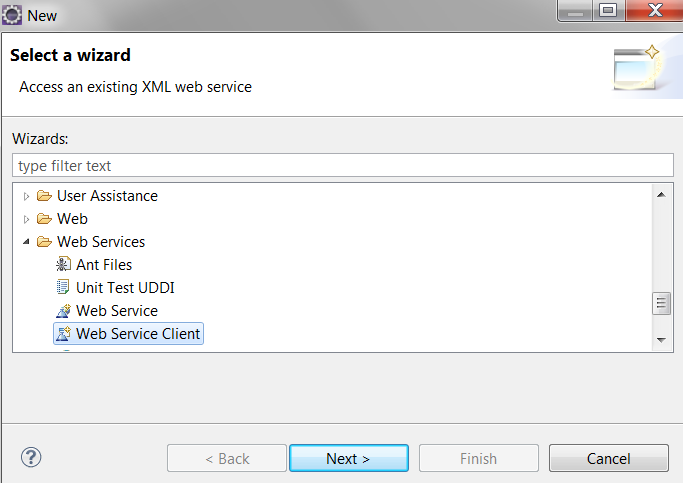 New
Select a wizard
Access an existing XML web service
Wizards:
type filter text
User Assistance
Web
Web Services
Ant Files
Unit Test UDDI
Web Service
Web Service Client
?
< Back
Next >
Finish
Cancel